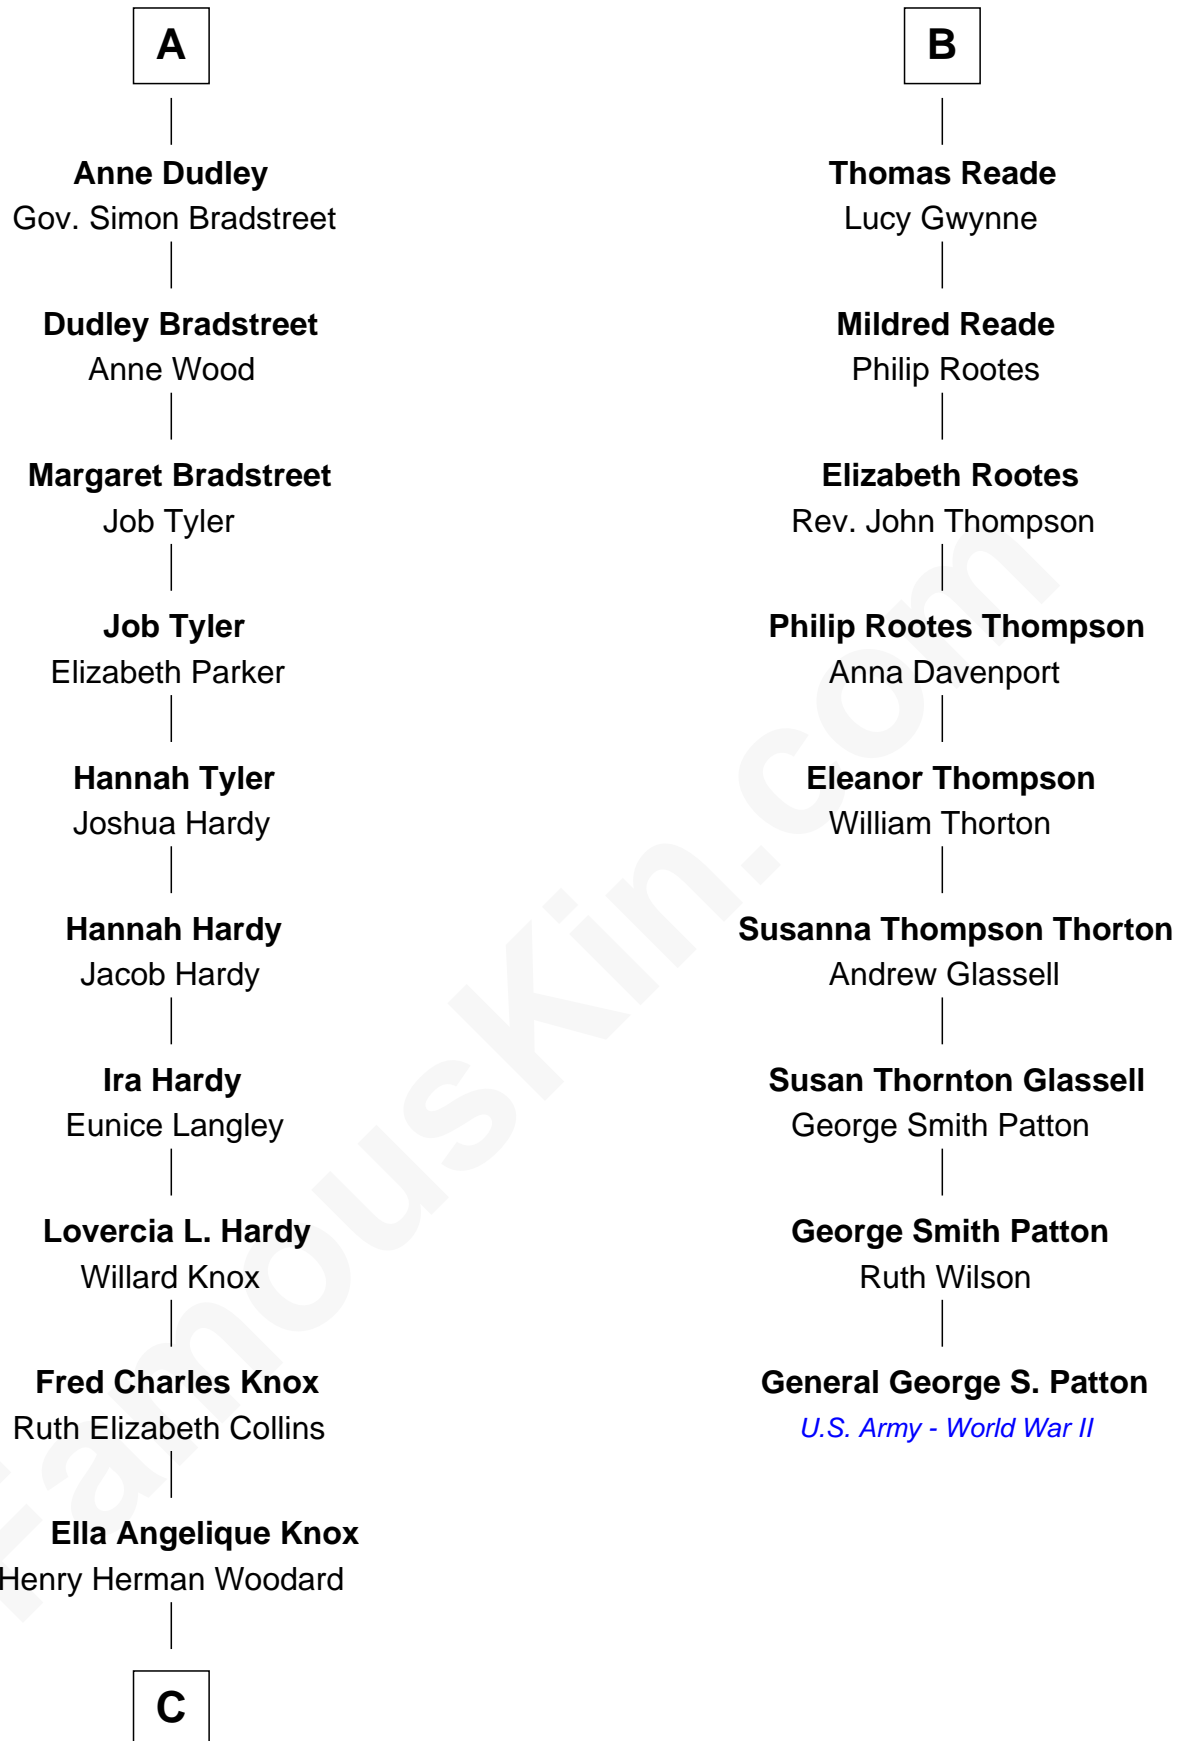 A
Anne Dudley
Gov. Simon Bradstreet
Dudley Bradstreet
Anne Wood
Margaret Bradstreet
Job Tyler
Job Tyler
Elizabeth Parker
Hannah Tyler
Joshua Hardy
Hannah Hardy
Jacob Hardy
Ira Hardy
Eunice Langley
Lovercia L. Hardy
Willard Knox
Fred Charles Knox
Ruth Elizabeth Collins
Ella Angelique Knox
Henry Herman Woodard
C
B
Thomas Reade
Lucy Gwynne
Mildred Reade
Philip Rootes
Elizabeth Rootes
Rev. John Thompson
Philip Rootes Thompson
Anna Davenport
Eleanor Thompson
William Thorton
Susanna Thompson Thorton
Andrew Glassell
Susan Thornton Glassell
George Smith Patton
George Smith Patton
Ruth Wilson
General George S. Patton
U.S. Army - World War II
FamousKin.com